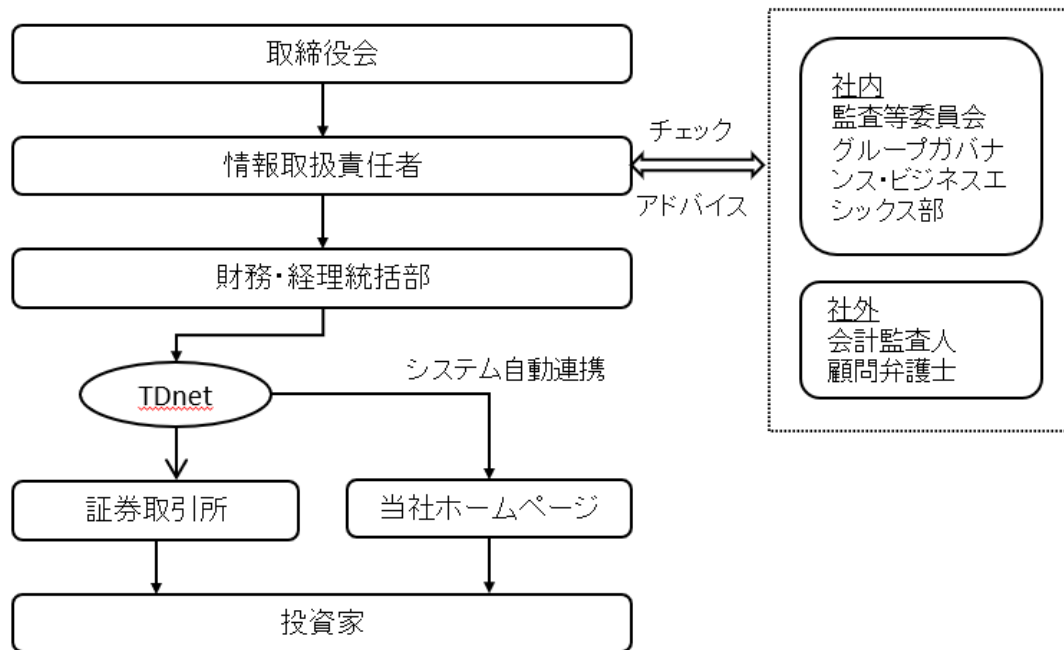 取締役会
情報取扱責任者
チェック
アドバイス
社内
監査等委員会
グループガバナ
ンス・ビジネスエ
シックス部
社外
会計監査人
顧問弁護士
財務・経理統括部
システム自動連携
TDnet
証券取引所
当社ホームページ
投資家